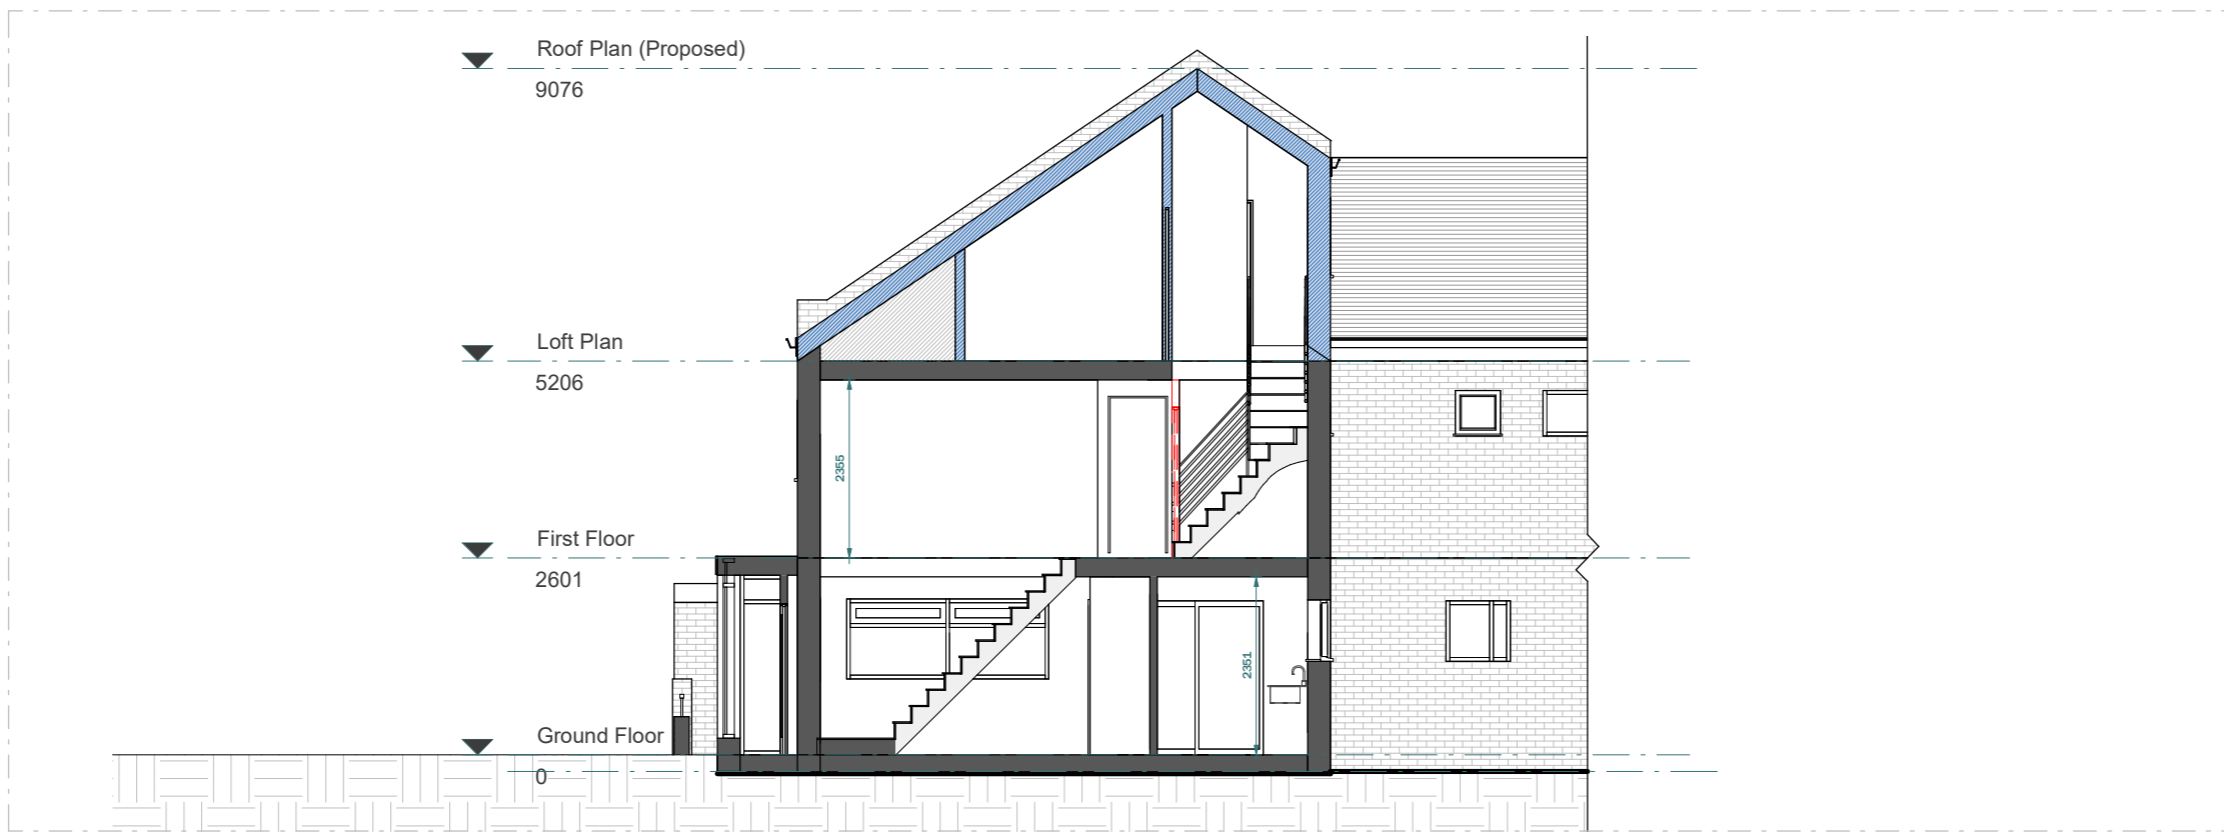 Roof Plan (Proposed)
9076
Loft Plan
5206
2355
First Floor
2601
2351
Ground Floor
0